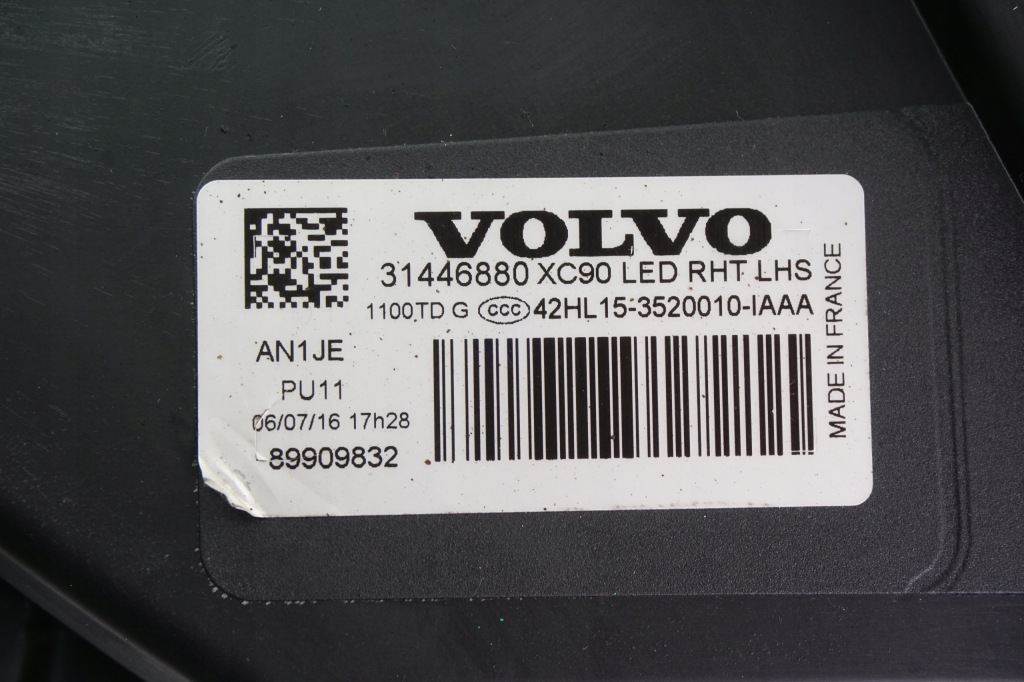 VOLVO
31446880 XC90 LED RHT LHS
1100TD G CCC 42HL15-3520010-IAAA
AN1JE
PU11
06/07/16 17h28
89909832
MADE IN FRANCE